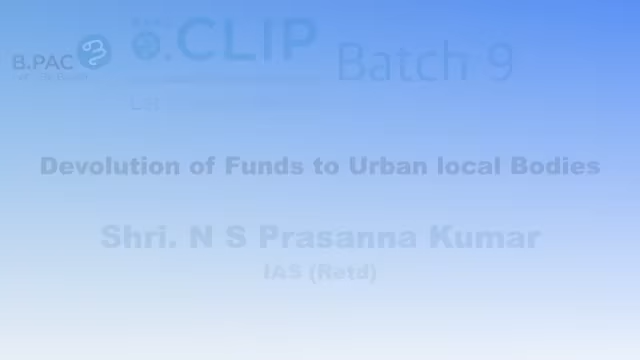 B.PAC
B.CLIP
Batch 9
Devolution of Funds to Urban local Bodies
Shri. N S Prasanna Kumar
IAS (Retd)